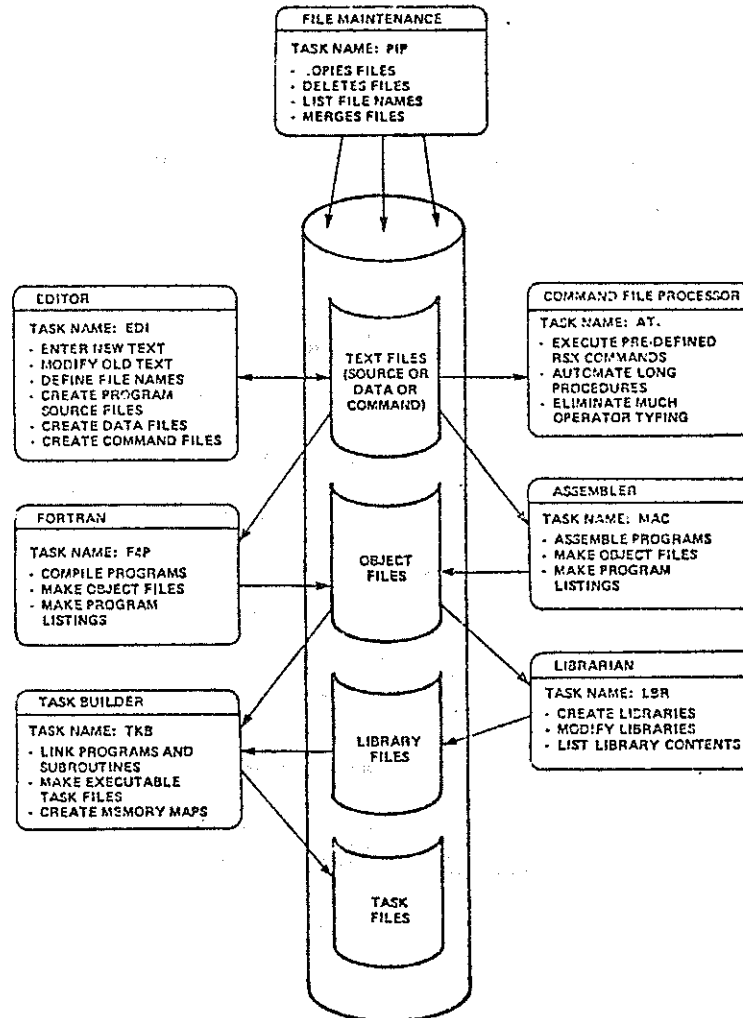 FILE MAINTENANCE
TASK NAME: PIP
- .OPIES FILES
- DELETES FILES
- LIST FILE NAMES
- MERGES FILES
EDITOR
TASK NAME: EDI
- ENTER NEW TEXT
- MODIFY OLD TEXT
- DEFINE FILE NAMES
- CREATE PROGRAM
SOURCE FILES
- CREATE DATA FILES
- CREATE COMMAND FILES
TEXT FILES
(SOURCE OR
DATA OR
COMMAND)
COMMAND FILE PROCESSOR
TASK NAME: AT.
- EXECUTE PRE-DEFINED
RSX COMMANDS
- AUTOMATE LONG
PROCEDURES
- ELIMINATE MUCH
OPERATOR TYPING
FORTRAN
TASK NAME: F4P
- COMPILE PROGRAMS
- MAKE OBJECT FILES
- MAKE PROGRAM
LISTINGS
OBJECT
FILES
ASSEMBLER
TASK NAME: MAC
- ASSEMBLE PROGRAMS
- MAKE OBJECT FILES
- MAKE PROGRAM
LISTINGS
TASK BUILDER
TASK NAME: TKB
- LINK PROGRAMS AND
SUBROUTINES
- MAKE EXECUTABLE
TASK FILES
- CREATE MEMORY MAPS
LIBRARY
FILES
LIBRARIAN
TASK NAME: LBR
- CREATE LIBRARIES
- MODIFY LIBRARIES
- LIST LIBRARY CONTENTS
TASK
FILES